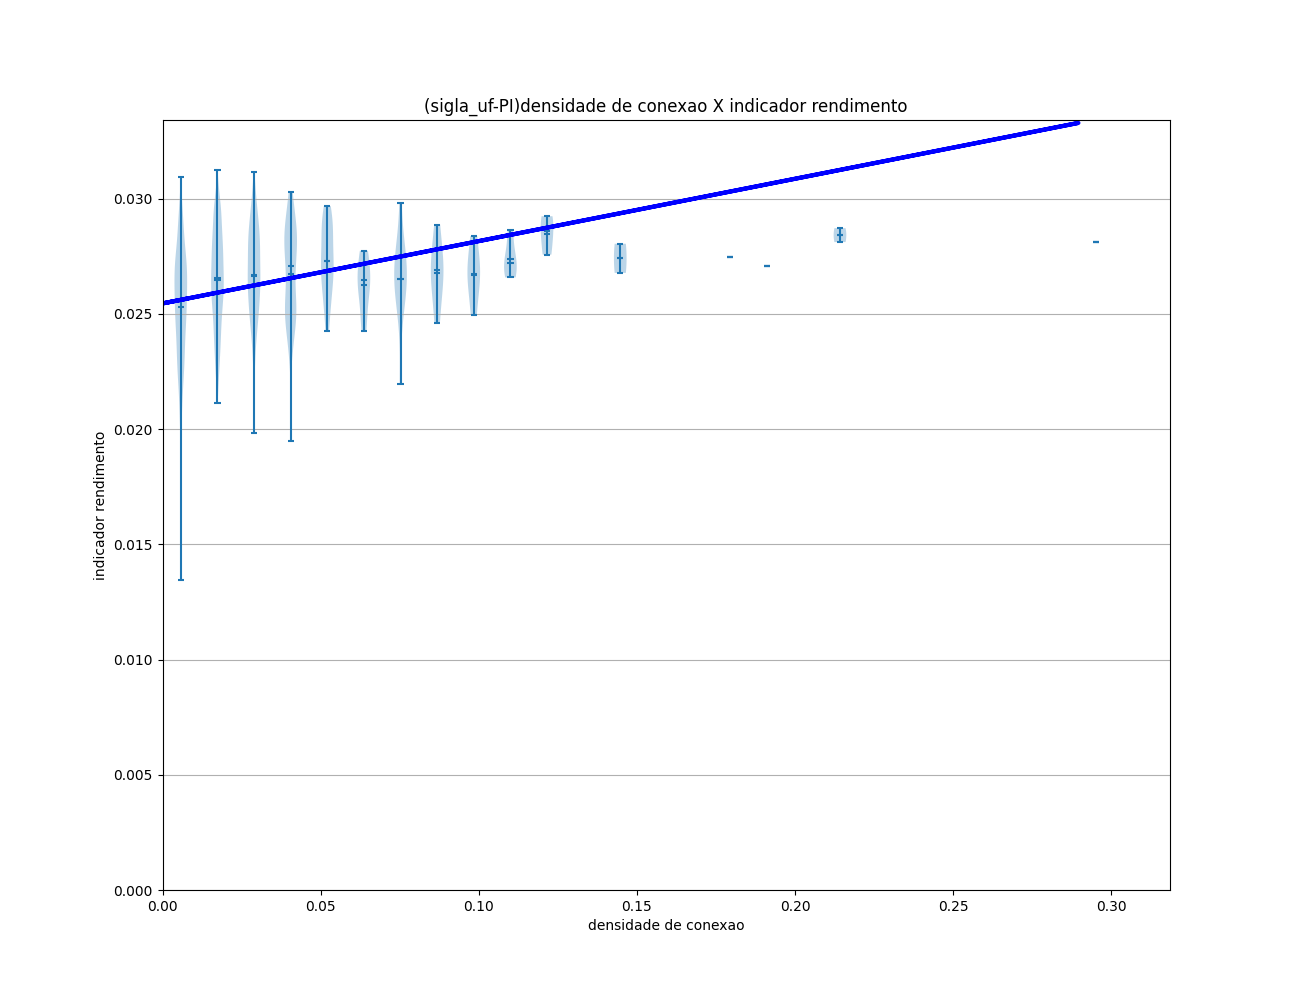 (sigla_uf-PI)densidade de conexao X indicador rendimento
0.030
0.025
0.020
0.015
0.010
0.005
0.000
indicador rendimento
0.00 0.05 0.10 0.15 0.20 0.25 0.30
densidade de conexao